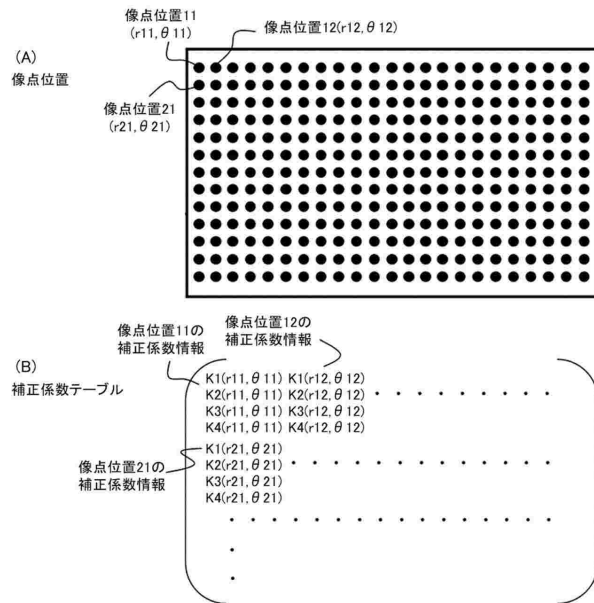 像点位置11
(r11,θ11)
像点位置12(r12,θ12)
(A)
像点位置
像点位置21
(r21,θ21)
像点位置11の
補正係数情報
像点位置12の
補正係数情報
(B)
補正係数テーブル
K1(r11,θ11) K1(r12,θ12)
K2(r11,θ11) K2(r12,θ12) ・・・・・・・・・・
K3(r11,θ11) K3(r12,θ12)
K4(r11,θ11) K4(r12,θ12)
像点位置21の
補正係数情報
K1(r21,θ21)
K2(r21,θ21) ・・・・・・・・・・・・・・
K3(r21,θ21)
K4(r21,θ21)